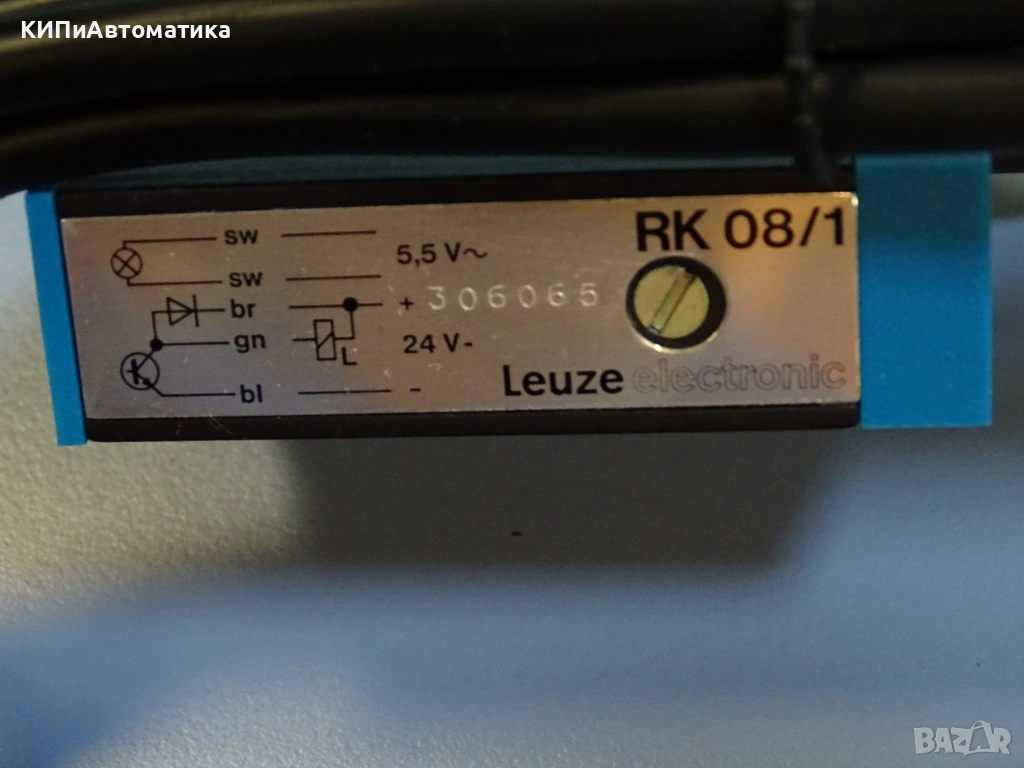 КИПиАвтоматика
RK 08/1
sw
5,5 V~
sw
br
+
306065
gn
L
24 V-
bl
-
Leuze electronic
BAZAR